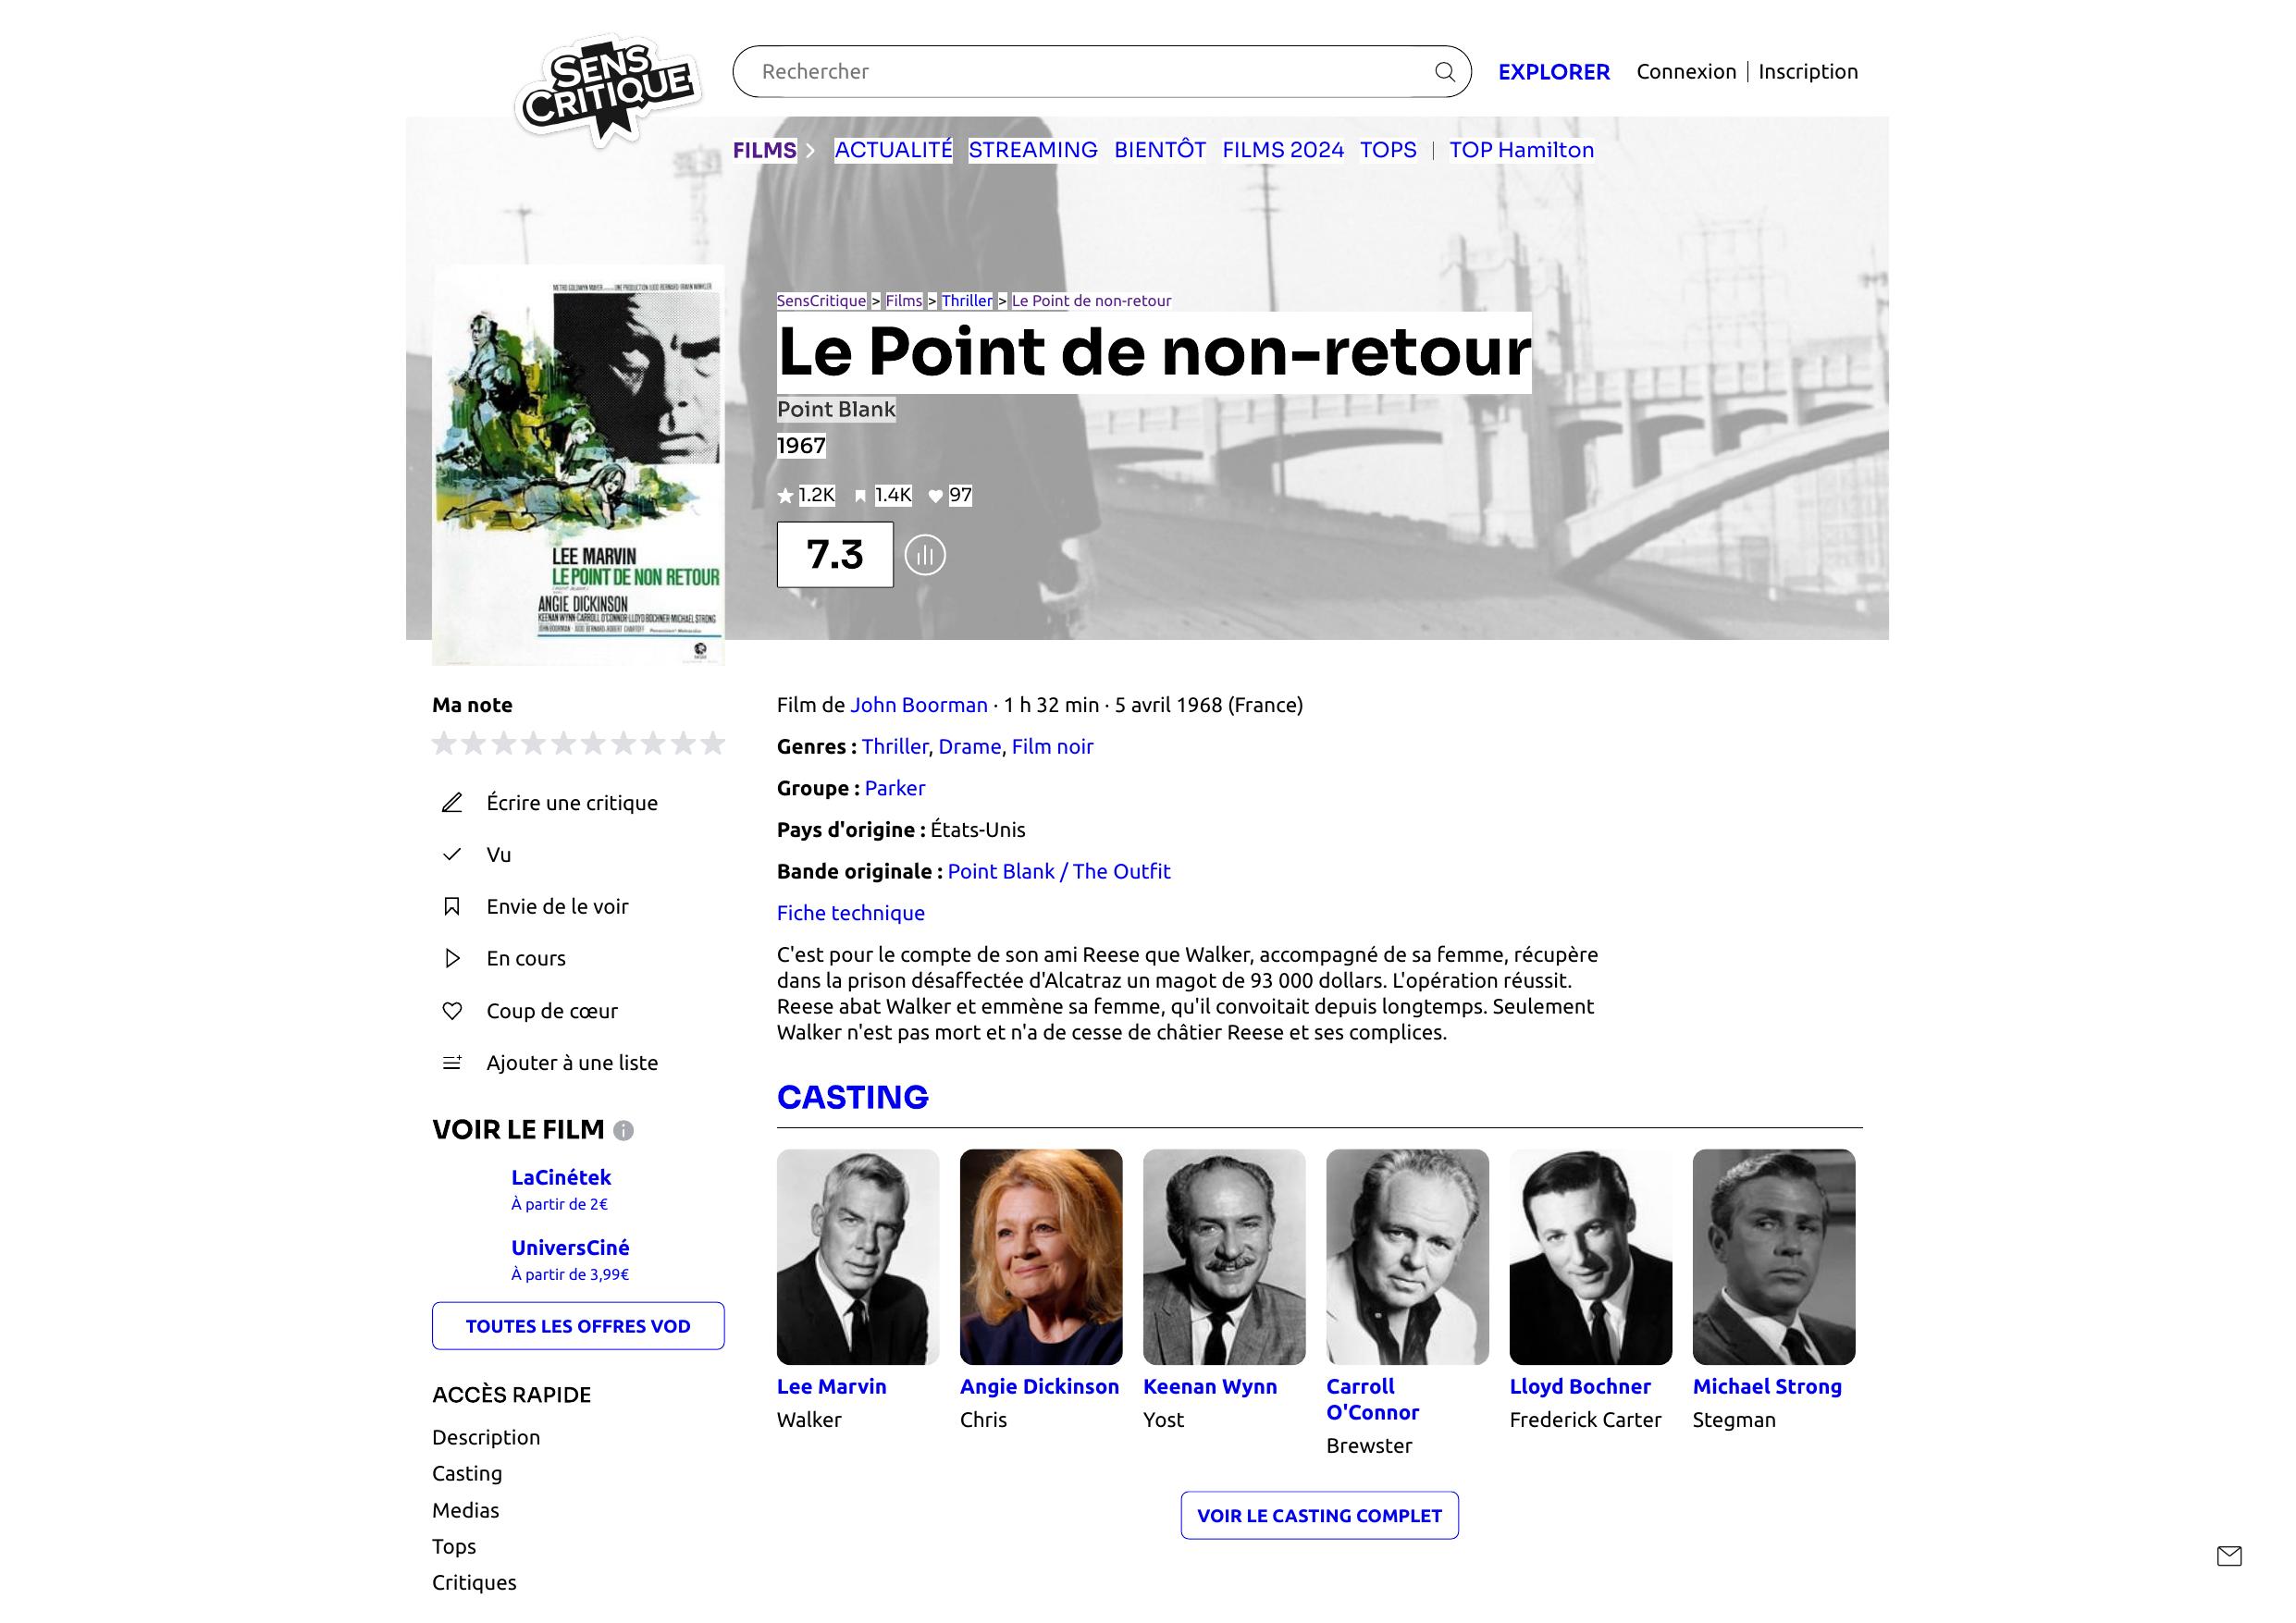 SENS
CRITIQUE
Rechercher
EXPLORER
Connexion | Inscription
FILMS
ACTUALITÉ STREAMING BIENTÔT FILMS 2024 TOPS | TOP Hamilton
SensCritique > Films > Thriller > Le Point de non-retour
Le Point de non-retour
Point Blank
1967
1.2K 1.4K 97
7.3
LEE MARVIN
LE POINT DE NON RETOUR
ANGIE DICKINSON
KEENAN WYNN·CARROLL O'CONNOR·LLOYD BOCHNER·MICHAEL STRONG
Ma note
Écrire une critique
Vu
Envie de le voir
En cours
Coup de cœur
Ajouter à une liste
VOIR LE FILM
LaCinétek
À partir de 2€
UniversCiné
À partir de 3,99€
TOUTES LES OFFRES VOD
ACCÈS RAPIDE
Description
Casting
Medias
Tops
Critiques
Film de John Boorman · 1 h 32 min · 5 avril 1968 (France)
Genres : Thriller, Drame, Film noir
Groupe : Parker
Pays d'origine : États-Unis
Bande originale : Point Blank / The Outfit
Fiche technique
C'est pour le compte de son ami Reese que Walker, accompagné de sa femme, récupère
dans la prison désaffectée d'Alcatraz un magot de 93 000 dollars. L'opération réussit.
Reese abat Walker et emmène sa femme, qu'il convoitait depuis longtemps. Seulement
Walker n'est pas mort et n'a de cesse de châtier Reese et ses complices.
CASTING
Lee Marvin
Walker
Angie Dickinson
Chris
Keenan Wynn
Yost
Carroll
O'Connor
Brewster
Lloyd Bochner
Frederick Carter
Michael Strong
Stegman
VOIR LE CASTING COMPLET